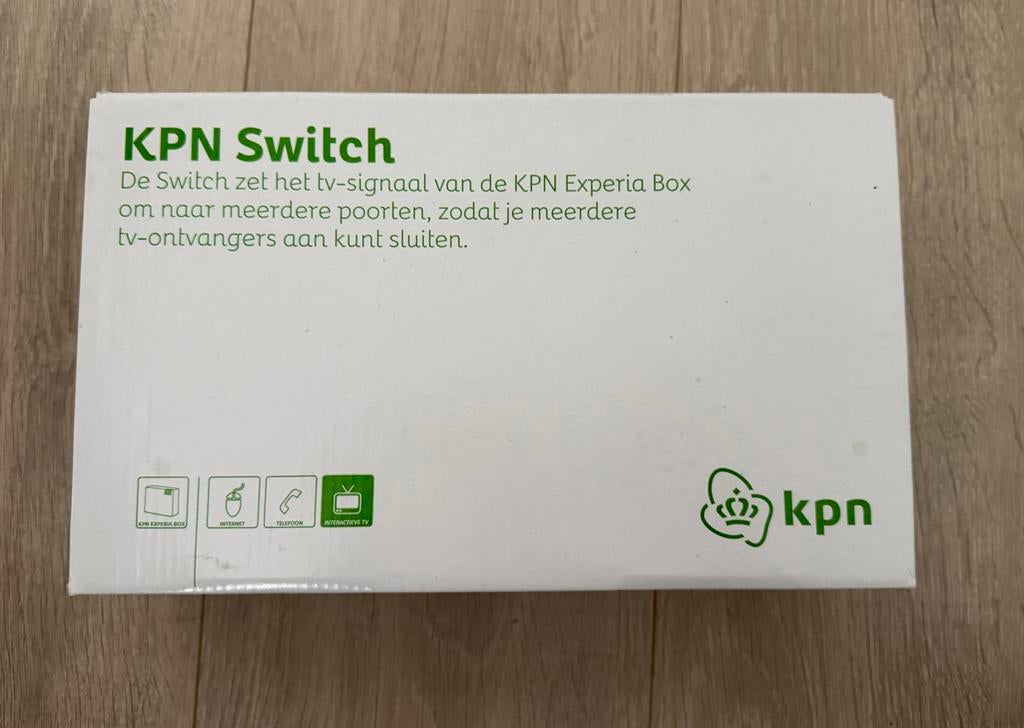 KPN Switch
De Switch zet het tv-signaal van de KPN Experia Box
om naar meerdere poorten, zodat je meerdere
tv-ontvangers aan kunt sluiten.
KPN EXPERIA BOX
INTERNET
TELEFOON
INTERACTIEVE TV
kpn